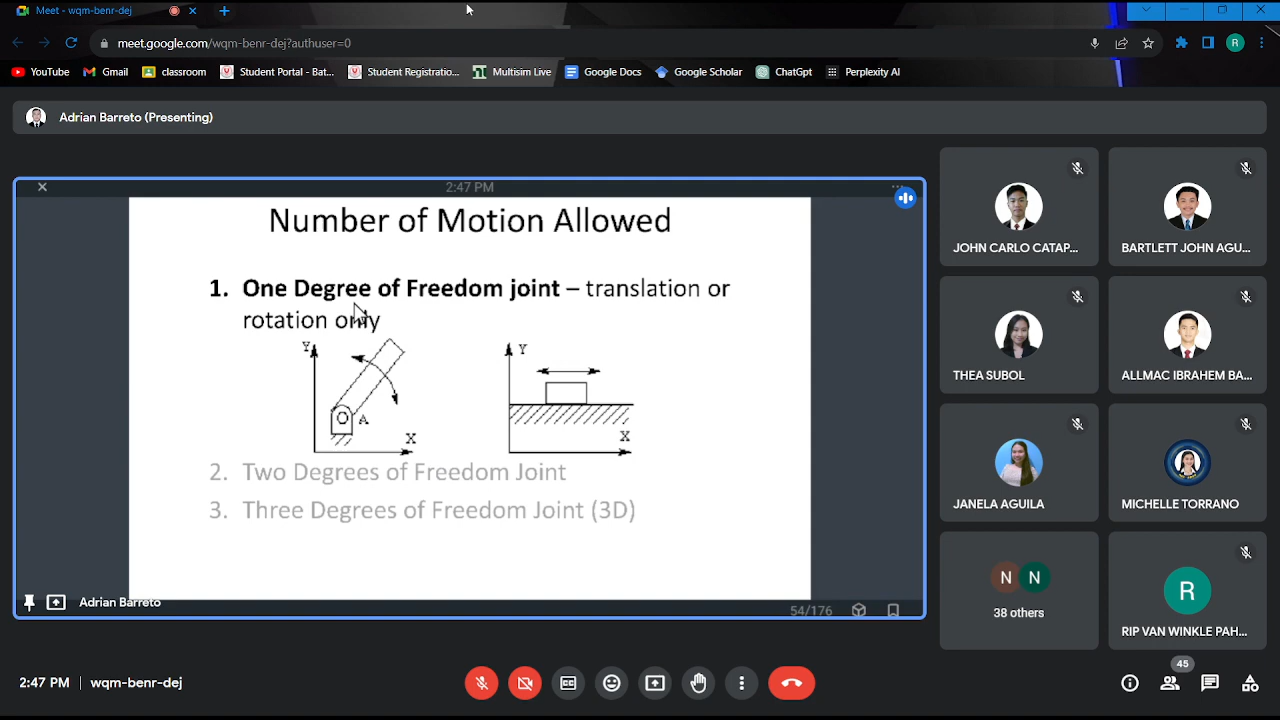 Meet - wqm-benr-dej
meet.google.com/wqm-benr-dej?authuser=0
R
YouTube
Gmail
classroom
Student Portal - Bat...
Student Registratio...
Multisim Live
Google Docs
Google Scholar
ChatGpt
Perplexity AI
Adrian Barreto (Presenting)
2:47 PM
Number of Motion Allowed
1. One Degree of Freedom joint – translation or
rotation only
Y
O
A
X
Y
X
2. Two Degrees of Freedom Joint
3. Three Degrees of Freedom Joint (3D)
Adrian Barreto
54/176
JOHN CARLO CATAP...
BARTLETT JOHN AGU...
THEA SUBOL
ALLMAC IBRAHEM BA...
JANELA AGUILA
MICHELLE TORRANO
N
N
38 others
R
RIP VAN WINKLE PAH...
2:47 PM | wqm-benr-dej
45